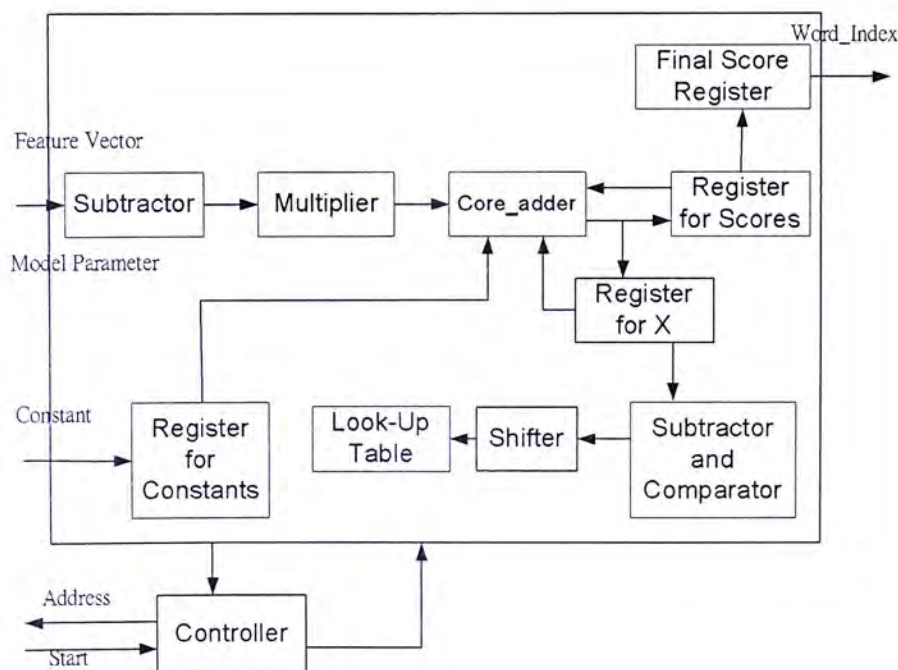 Word_Index
Final Score
Register
Feature Vector
Subtractor
Multiplier
Core_adder
Register
for Scores
Model Parameter
Register
for X
Constant
Register
for
Constants
Look-Up
Table
Shifter
Subtractor
and
Comparator
Address
Controller
Start